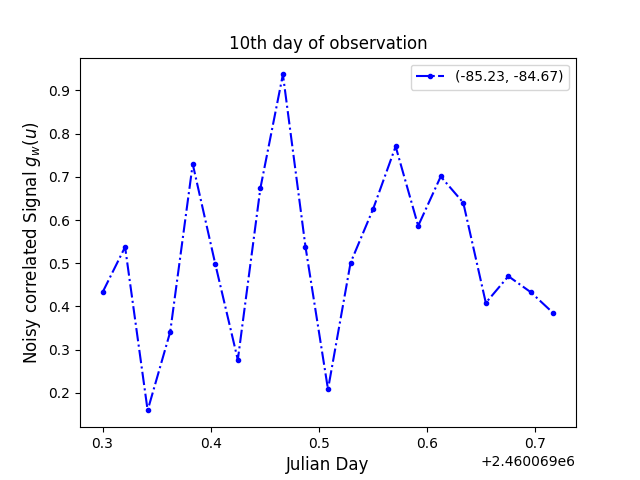 10th day of observation
(-85.23, -84.67)
Noisy correlated Signal g_w(u)
0.9
0.8
0.7
0.6
0.5
0.4
0.3
0.2
0.3 0.4 0.5 0.6 0.7
+2.460069e6
Julian Day